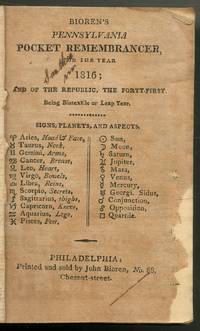 BIOREN'S
PENNSYLVANIA
POCKET REMEMBRANCER,
THE YEAR
1816;
AND OF THE REPUBLIC, THE FORTY-FIRST.
Being Bissextile or Leap Year.
SIGNS, PLANETS, AND ASPECTS.
♈ Aries, Head & Face,
♉ Taurus, Neck,
♊ Gemini, Arms,
♋ Cancer, Breast,
♌ Leo, Heart,
♍ Virg, Bowels,
♎ Libra, Reins,
♏ Scorpio, Secrets,
♐ Sagittarius, thighs,
♑ Capricorn, Knees,
♒ Aquarius, Legs,
♓ Pisces, Feet,
☉ Sun,
☽ Moon,
♄ Saturn,
♃ Jupiter,
♂ Mars,
♀ Venus,
☿ Mercury,
♅ Georgi. Sidus,
☌ Conjunction,
☍ Opposition,
□ Quartile.
PHILADELPHIA:
Printed and sold by John Bioren, No. 88,
Chesnut-street.